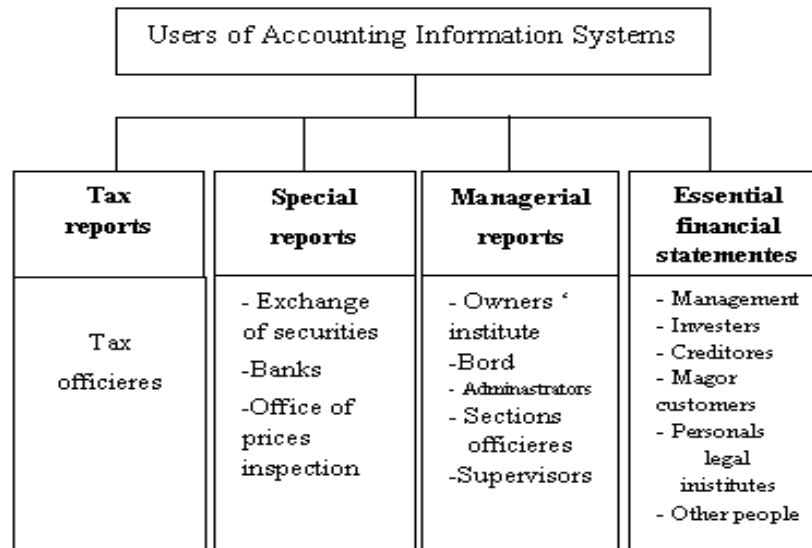 Users of Accounting Information Systems
Tax
reports
Special
reports
Managerial
reports
Essential
financial
statementes
Tax
officieres
- Exchange
of securities
-Banks
-Office of
prices
inspection
- Owners ‘
institute
-Bord
- Adminastrators
- Sections
officieres
-Supervisors
- Management
- Investers
- Creditores
- Magor
customers
- Personals
legal
inistitutes
- Other people